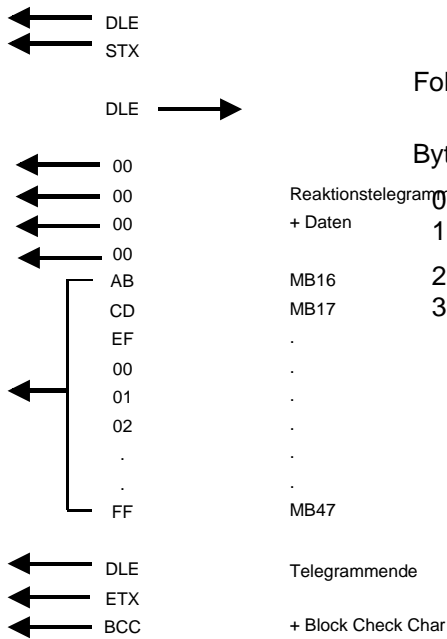 DLE
STX
Fol
DLE
Byt
00
00 Reaktionstelegramm 0
00 + Daten 1
00
AB MB16 2
CD MB17 3
EF .
00 .
01 .
02 .
. .
. .
FF MB47
DLE Telegrammende
ETX
BCC + Block Check Char